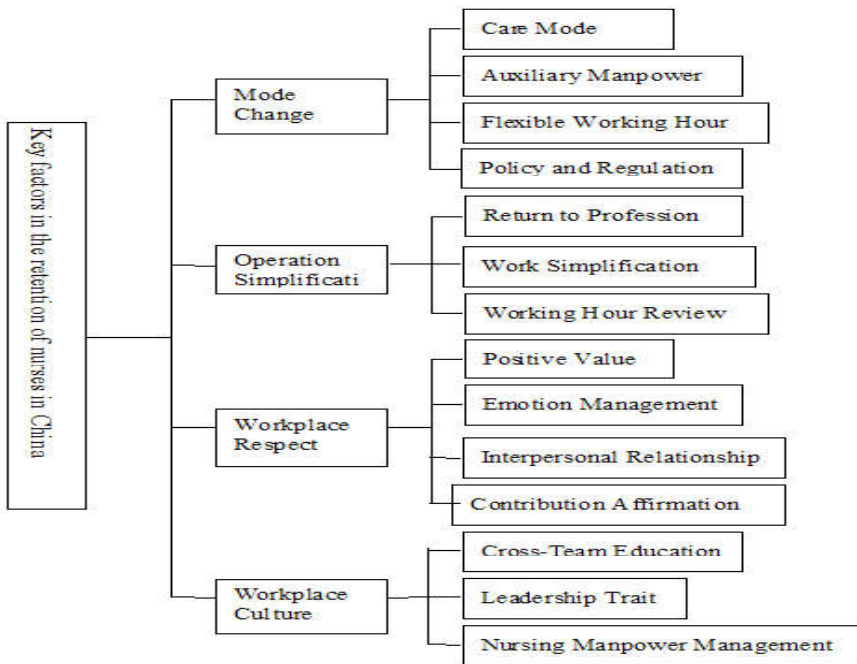 Key factors in the retention of nurses in China
Mode
Change
Care Mode
Auxiliary Manpower
Flexible Working Hour
Policy and Regulation
Operation
Simplificati
Return to Profession
Work Simplification
Working Hour Review
Workplace
Respect
Positive Value
Emotion Management
Interpersonal Relationship
Contribution Affirmation
Workplace
Culture
Cross-Team Education
Leadership Trait
Nursing Manpower Management